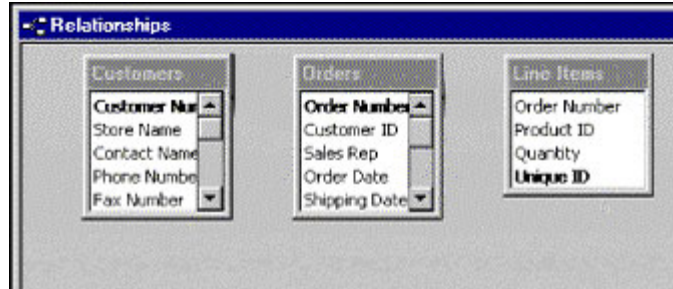 Relationships
Customers
Customer Nur
Store Name
Contact Name
Phone Numbe
Fax Number
Orders
Order Number
Customer ID
Sales Rep
Order Date
Shipping Date
Line Items
Order Number
Product ID
Quantity
Unique ID